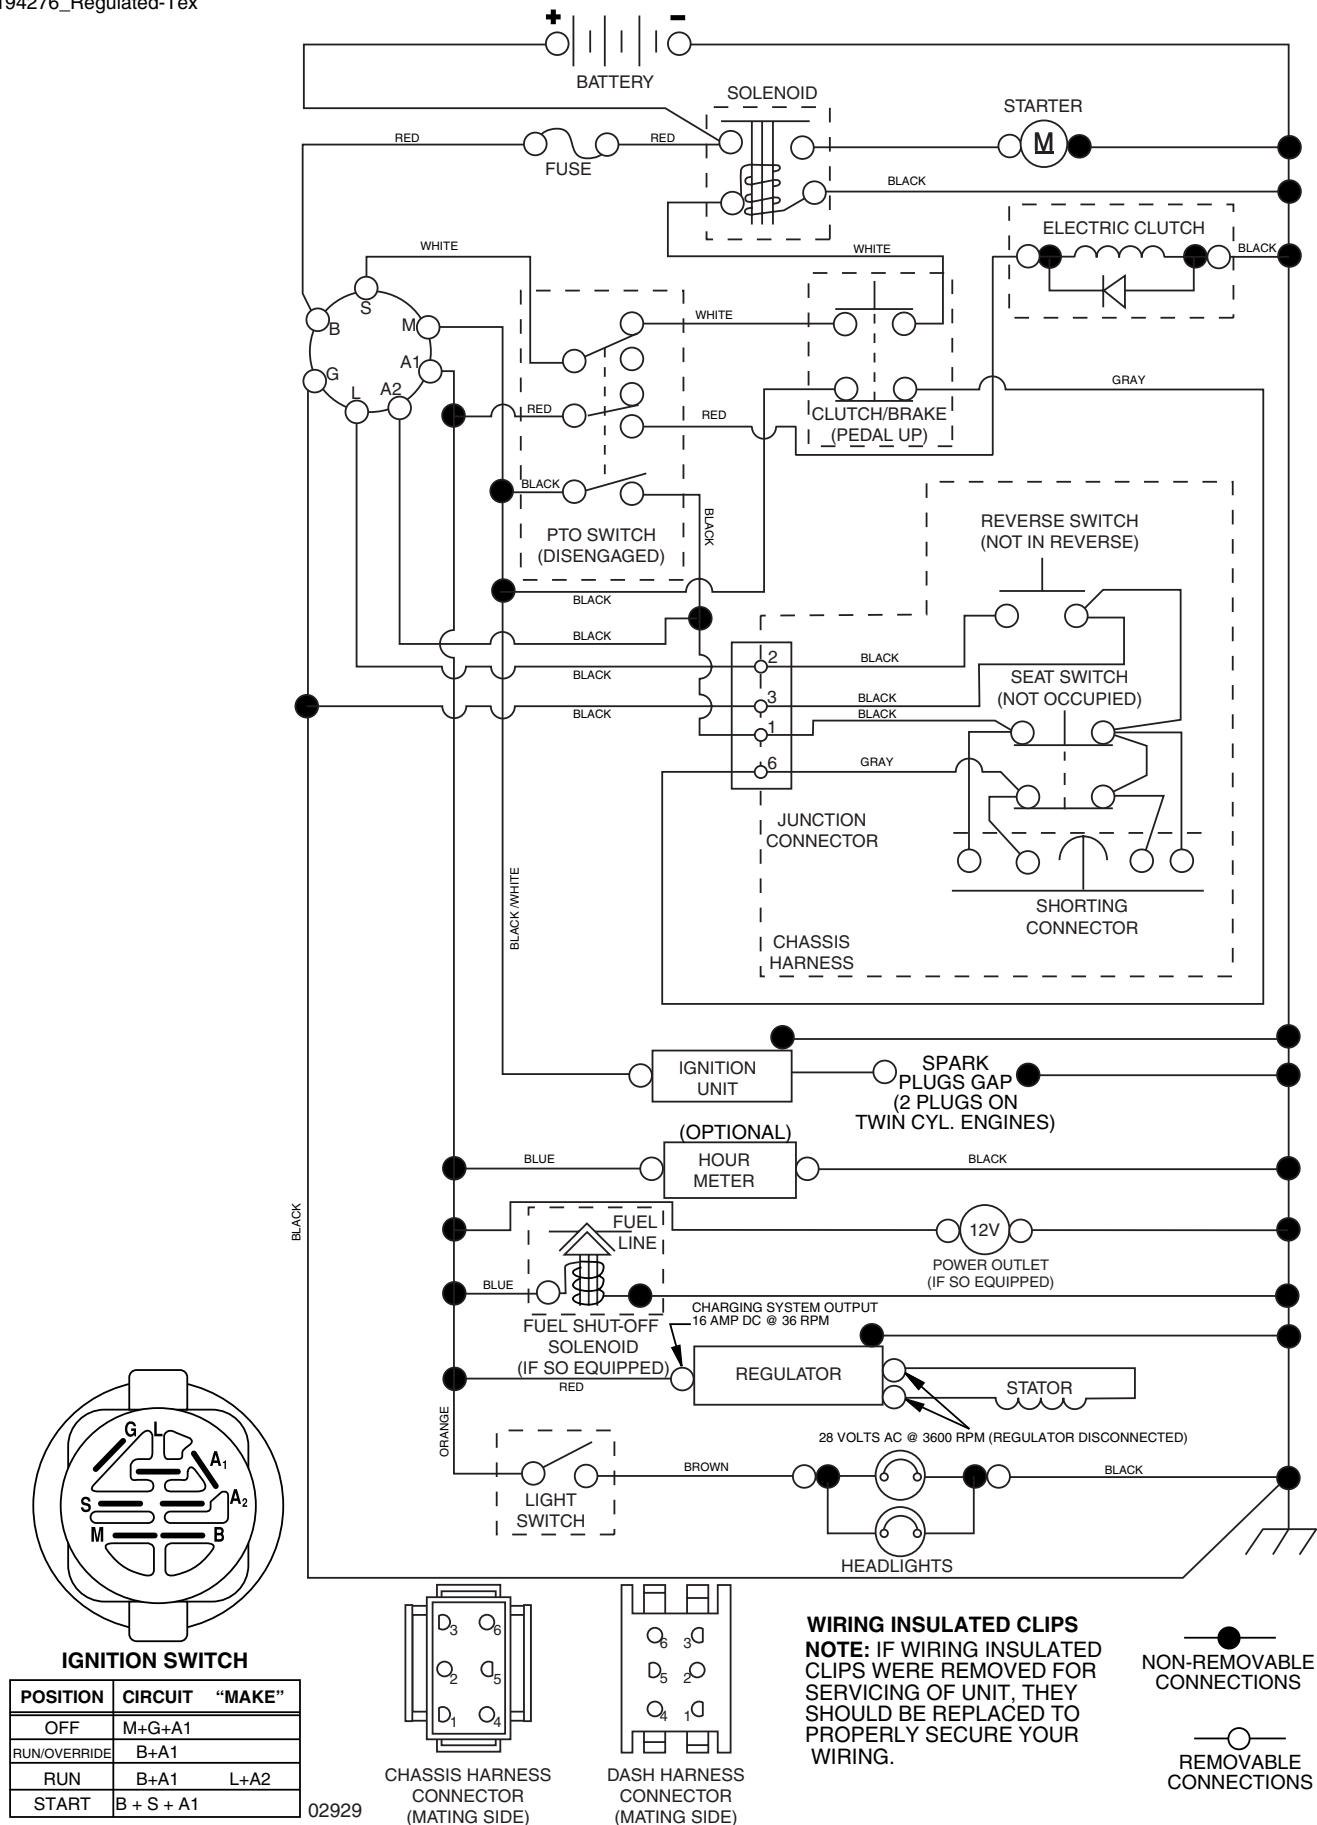 194276_Regulated-Tex
+ -
BATTERY
SOLENOID
STARTER
RED
FUSE
RED
M
BLACK
ELECTRIC CLUTCH
BLACK
WHITE
WHITE
S
B
M
G
A1
L
A2
WHITE
RED
RED
CLUTCH/BRAKE
(PEDAL UP)
GRAY
BLACK
PTO SWITCH
(DISENGAGED)
BLACK
REVERSE SWITCH
(NOT IN REVERSE)
BLACK
BLACK
2
BLACK
BLACK
SEAT SWITCH
(NOT OCCUPIED)
3
BLACK
BLACK
1
BLACK
6
GRAY
JUNCTION
CONNECTOR
SHORTING
CONNECTOR
BLACK/WHITE
CHASSIS
HARNESS
IGNITION
UNIT
SPARK
PLUGS GAP
(2 PLUGS ON
TWIN CYL. ENGINES)
(OPTIONAL)
HOUR
METER
BLUE
BLACK
BLACK
FUEL
LINE
12V
POWER OUTLET
(IF SO EQUIPPED)
BLUE
FUEL SHUT-OFF
SOLENOID
(IF SO EQUIPPED)
CHARGING SYSTEM OUTPUT
16 AMP DC @ 36 RPM
RED
REGULATOR
STATOR
28 VOLTS AC @ 3600 RPM (REGULATOR DISCONNECTED)
ORANGE
LIGHT
SWITCH
BROWN
BLACK
HEADLIGHTS
G L
A1
S
A2
M
B
IGNITION SWITCH
POSITION CIRCUIT "MAKE"
OFF M+G+A1
RUN/OVERRIDE B+A1
RUN B+A1 L+A2
START B + S + A1
02929
3 6
2 5
1 4
CHASSIS HARNESS
CONNECTOR
(MATING SIDE)
6 3
5 2
4 1
DASH HARNESS
CONNECTOR
(MATING SIDE)
WIRING INSULATED CLIPS
NOTE: IF WIRING INSULATED
CLIPS WERE REMOVED FOR
SERVICING OF UNIT, THEY
SHOULD BE REPLACED TO
PROPERLY SECURE YOUR
WIRING.
NON-REMOVABLE
CONNECTIONS
REMOVABLE
CONNECTIONS